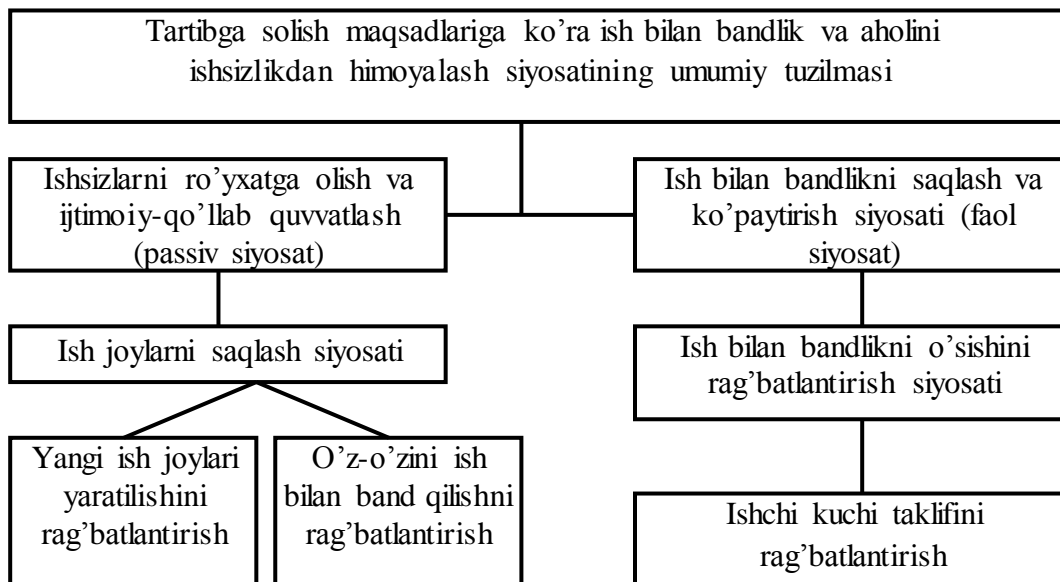 Tartibga solish maqsadlariga ko’ra ish bilan bandlik va aholini
ishsizlikdan himoyalash siyosatining umumiy tuzilmasi
Ishsizlarni ro’yxatga olish va
ijtimoiy-qo’llab quvvatlash
(passiv siyosat)
Ish bilan bandlikni saqlash va
ko’paytirish siyosati (faol
siyosat)
Ish joylarni saqlash siyosati
Ish bilan bandlikni o’sishini
rag’batlantirish siyosati
Yangi ish joylari
yaratilishini
rag’batlantirish
O’z-o’zini ish
bilan band qilishni
rag’batlantirish
Ishchi kuchi taklifini
rag’batlantirish